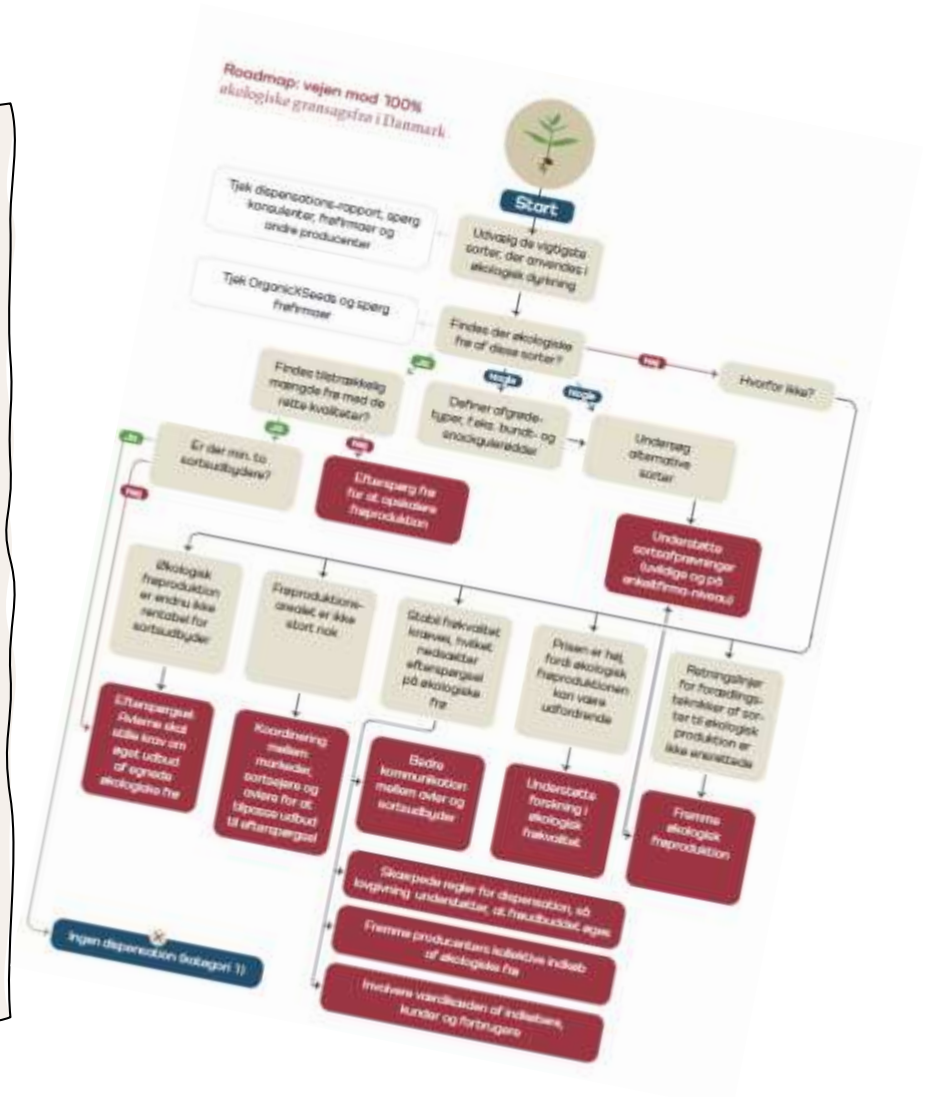 Roadmap: vejen mod 100%
økologiske grønsagsfrø i Danmark
Start
Tjek dispensations-rapport, spørg
konsulenter, frøfirmaer og
andre producenter
Udvælg de vigtigste
sorter, der anvendes i
økologisk dyrkning
Tjek OrganicXSeeds og spørg
frøfirmaer
Findes der økologiske
frø af disse sorter?
Nej
Hvorfor ikke?
Ja
Nogle
Nogle
Findes tilstrækkelig
mængde frø med de
rette kvaliteter?
Definer afgrøde-
typer, f.eks. bundt- og
snackgulerødder
Undersøg
alternative
sorter
Ja
Nej
Ja
Er der min. to
sortsudbydere?
Nej
Efterspørg frø
for at opskalere
frøproduktion
Understøtte
sortsafprøvninger
(uvildige og på
enkeltfirma-niveau)
Økologisk
frøproduktion
er endnu ikke
rentabel for
sortsudbyder
Frøproduktions-
arealet er ikke
stort nok
Stabil frøkvalitet
kræves, hvilket
nedsætter
efterspørgsel
på økologiske
frø
Prisen er høj,
fordi økologisk
frøproduktionen
kan være
udfordrende
Retningslinjer
for forædlings-
teknikker af sor-
ter til økologisk
produktion er
ikke ensrettede
Efterspørgsel:
Avlerne skal
stille krav om
øget udbud
af egnede
økologiske frø
Koordinering
mellem
markeder,
sortsejere og
avlere for at
tilpasse udbud
til efterspørgsel
Bedre
kommunikation
mellem avler og
sortsudbyder
Understøtte
forskning i
økologisk
frøkvalitet
Fremme
økologisk
frøproduktion
Skærpede regler for dispensation, så
lovgivning understøtter, at frøudbuddet øges
Fremme producenters kollektive indkøb
af økologiske frø
Involvere værdikæden af indkøbere,
kunder og forbrugere
Ingen dispensation (kategori 1)